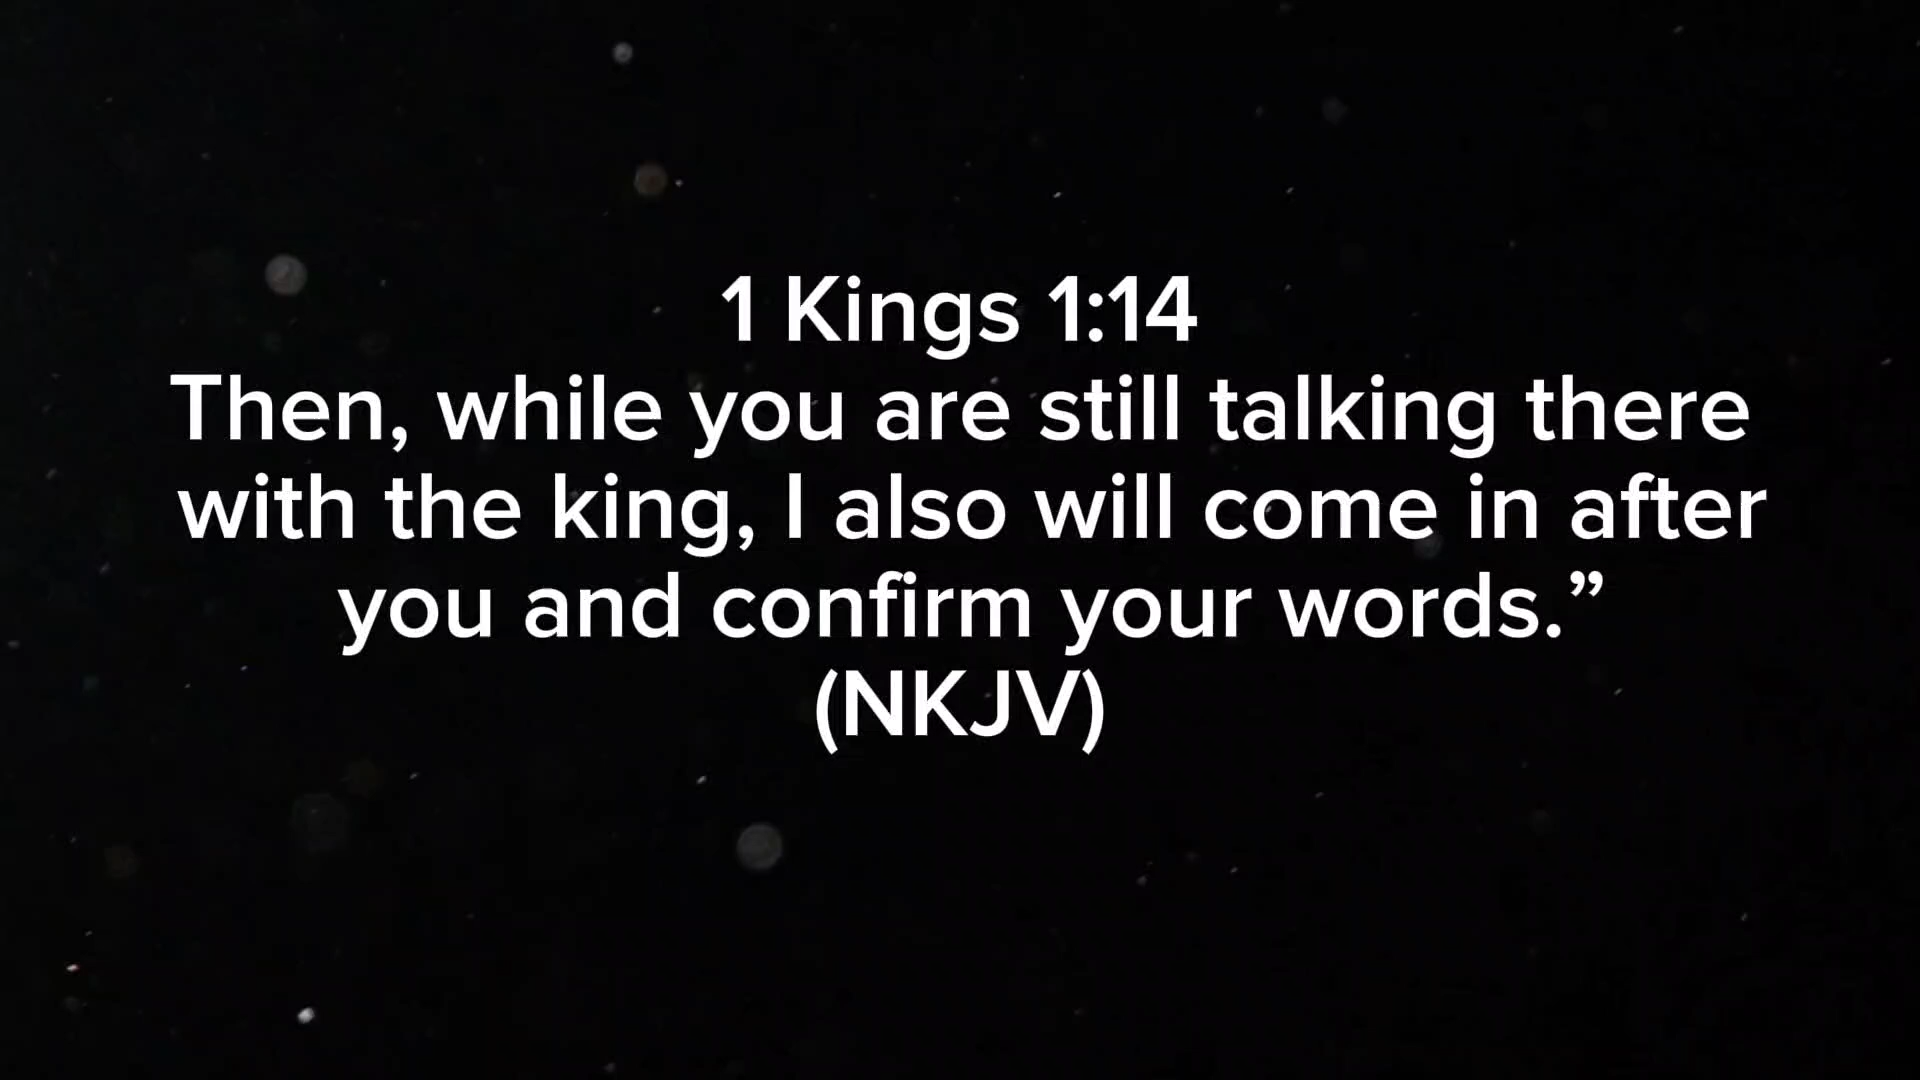 1 Kings 1:14
Then, while you are still talking there
with the king, I also will come in after
you and confirm your words.”
(NKJV)